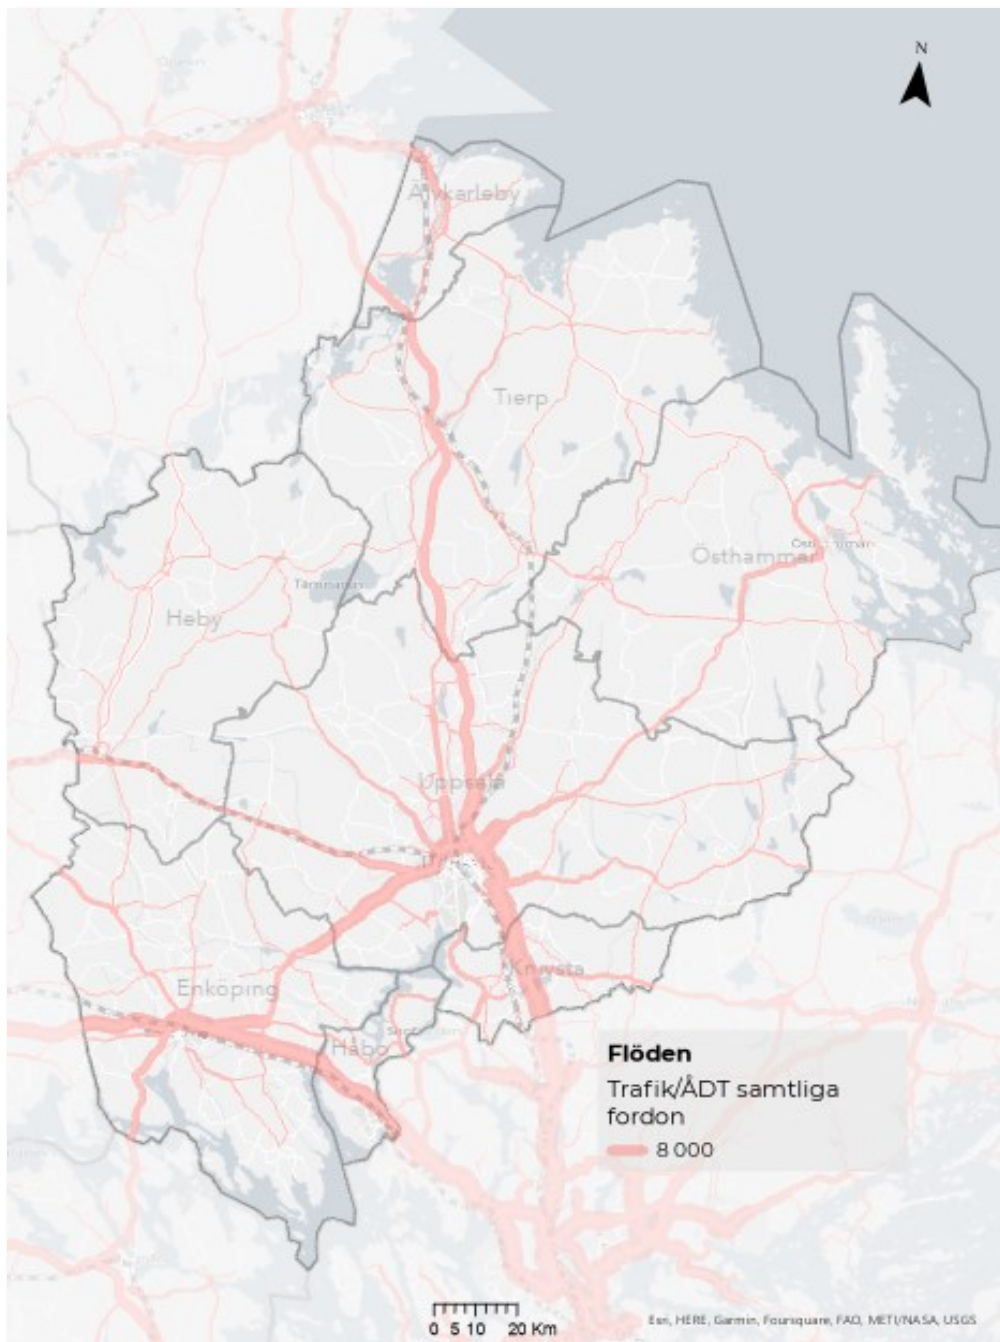 N
Älvkarleby
Tierp
Östhammar
Tämnaren
Heby
Uppsala
Knivsta
Enköping
Håbo
Flöden
Trafik/ÅDT samtliga
fordon
8 000
0 5 10 20 Km
Esri, HERE, Garmin, Foursquare, FAO, METI/NASA, USGS